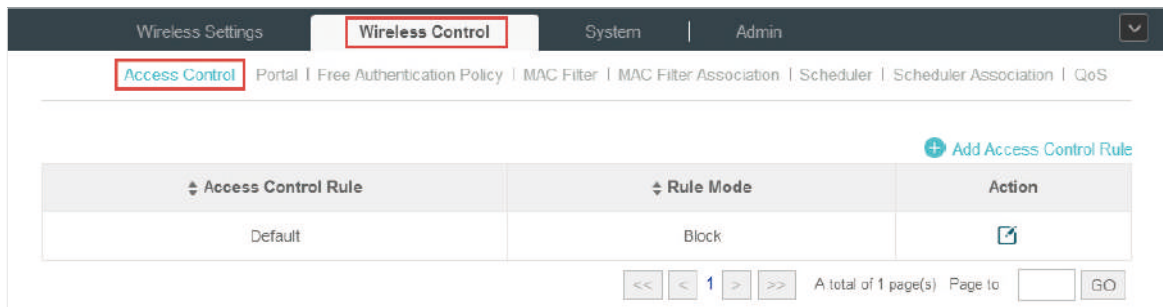 Wireless Settings Wireless Control System | Admin
Access Control Portal | Free Authentication Policy | MAC Filter | MAC Filter Association | Scheduler | Scheduler Association | QoS
Add Access Control Rule
Access Control Rule Rule Mode Action
Default Block
<< < 1 > >> A total of 1 page(s) Page to GO